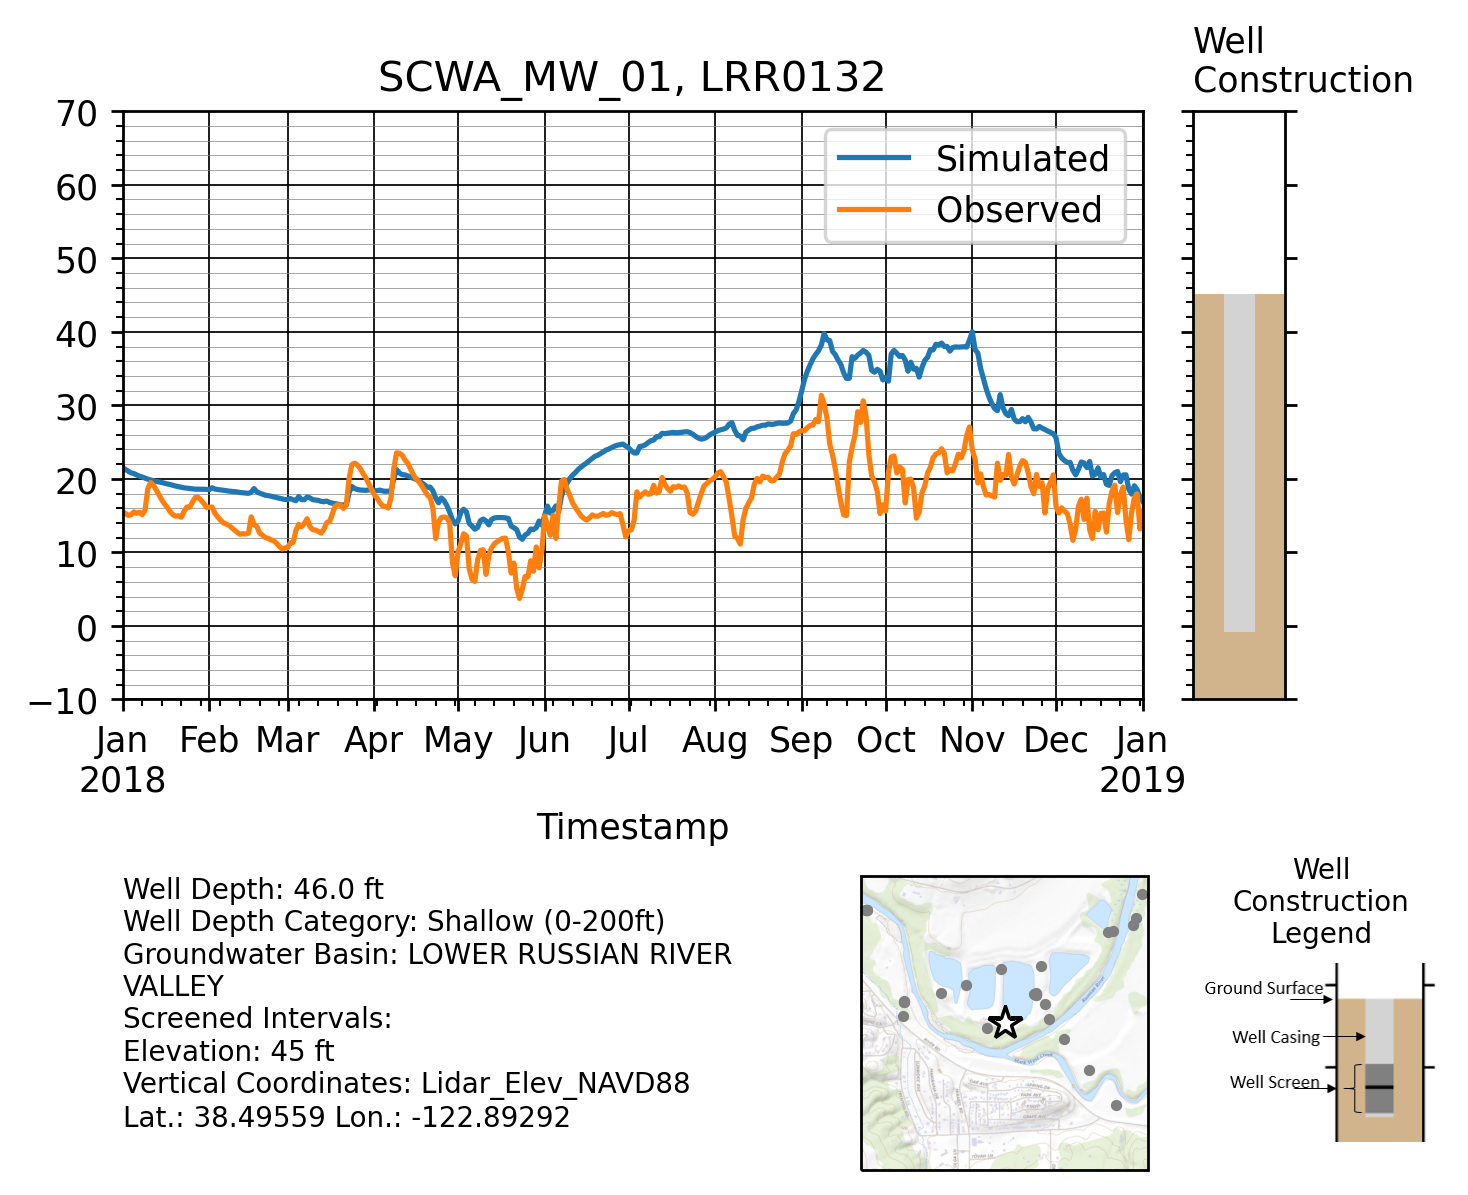 Well
Construction
SCWA_MW_01, LRR0132
70
60
50
40
30
20
10
0
−10
Simulated
Observed
Jan Feb Mar Apr May Jun Jul Aug Sep Oct Nov Dec Jan
2018 2019
Timestamp
Well Depth: 46.0 ft
Well Depth Category: Shallow (0-200ft)
Groundwater Basin: LOWER RUSSIAN RIVER
VALLEY
Screened Intervals:
Elevation: 45 ft
Vertical Coordinates: Lidar_Elev_NAVD88
Lat.: 38.49559 Lon.: -122.89292
Well
Construction
Legend
Ground Surface
Well Casing
Well Screen